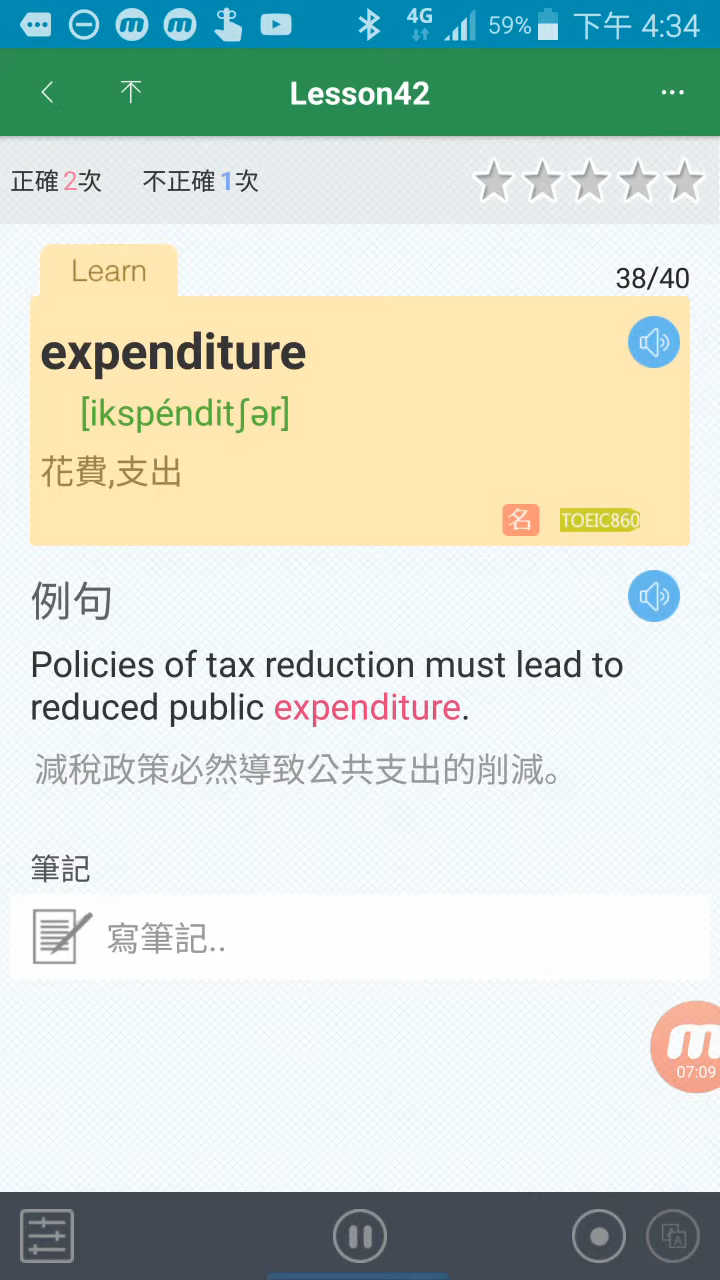 4G 59% 下午 4:34
Lesson42
正確2次 不正確1次
Learn
38/40
expenditure
[ikspénditʃər]
花費,支出
名 TOEIC860
例句
Policies of tax reduction must lead to
reduced public expenditure.
減稅政策必然導致公共支出的削減。
筆記
寫筆記..
07:09